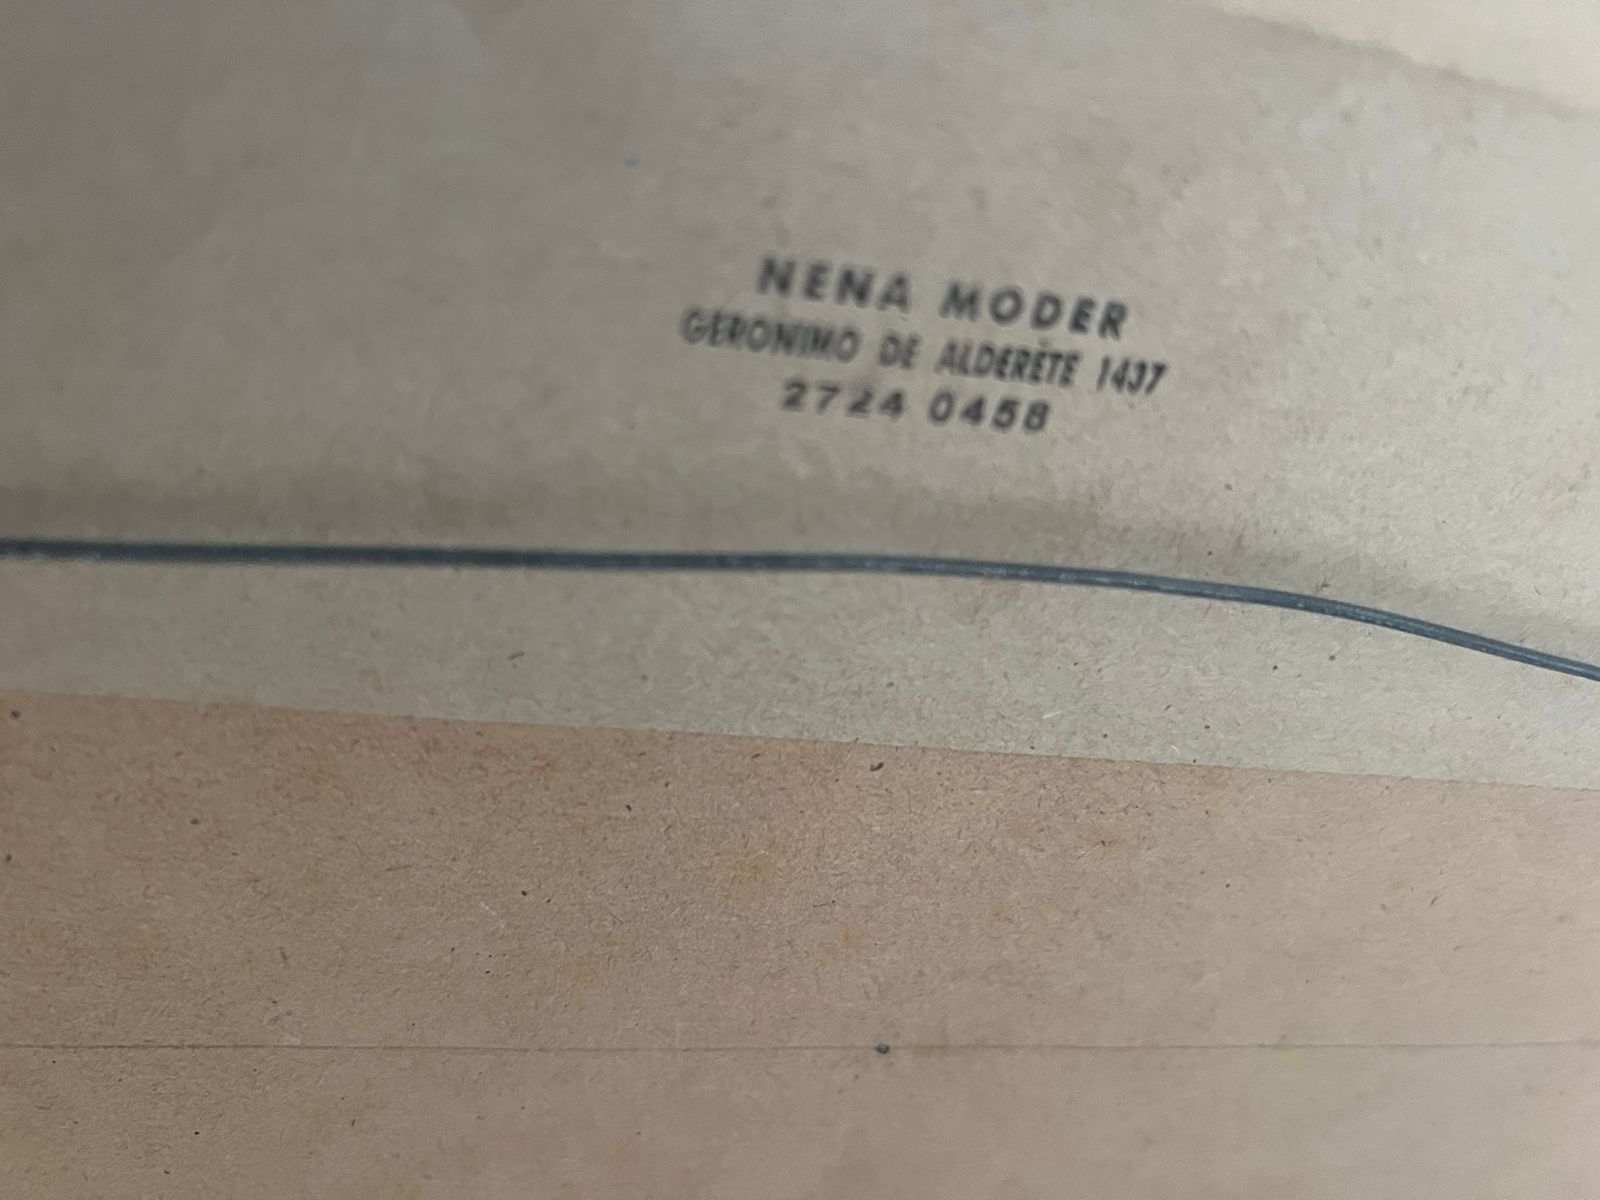 NENA MODER
GERONIMO DE ALDERETE 1437
2724 0458